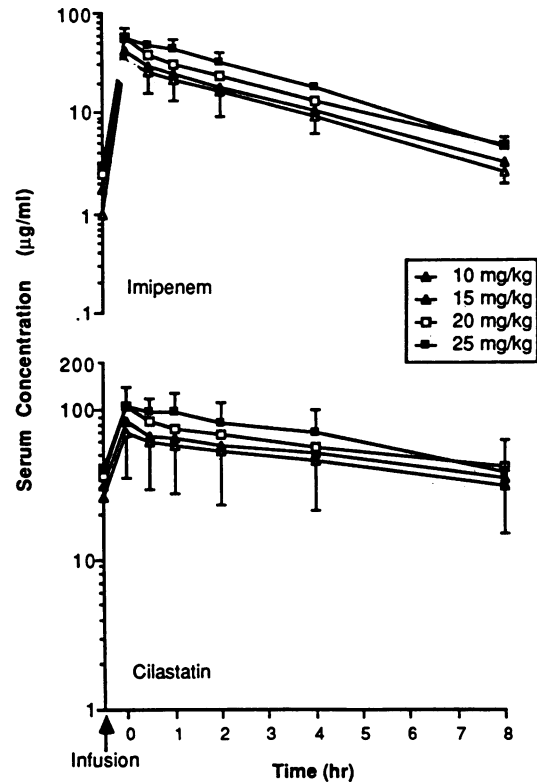 100
10
1
.1
Imipenem
Serum Concentration (µg/ml)
10 mg/kg
15 mg/kg
20 mg/kg
25 mg/kg
200
100
10
1
Cilastatin
0 1 2 3 4 5 6 7 8
Infusion
Time (hr)